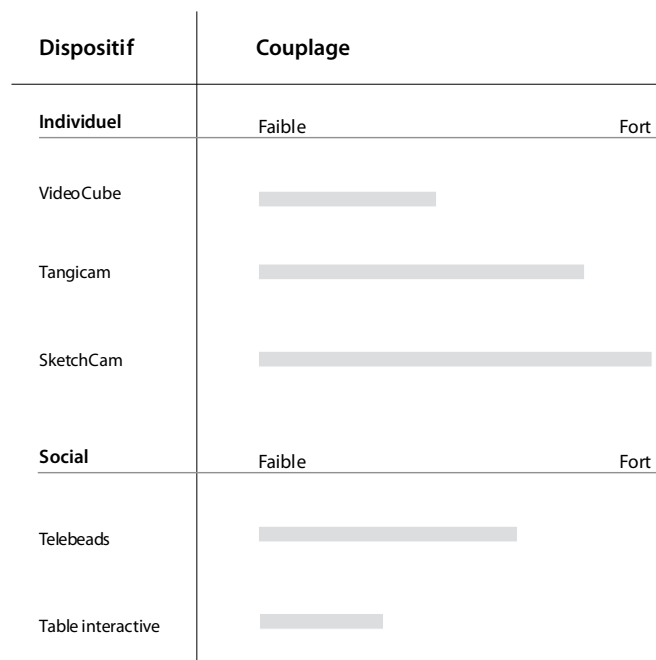 Dispositif Couplage
Individuel Faible Fort
VideoCube
Tangicam
SketchCam
Social Faible Fort
Telebeads
Table interactive